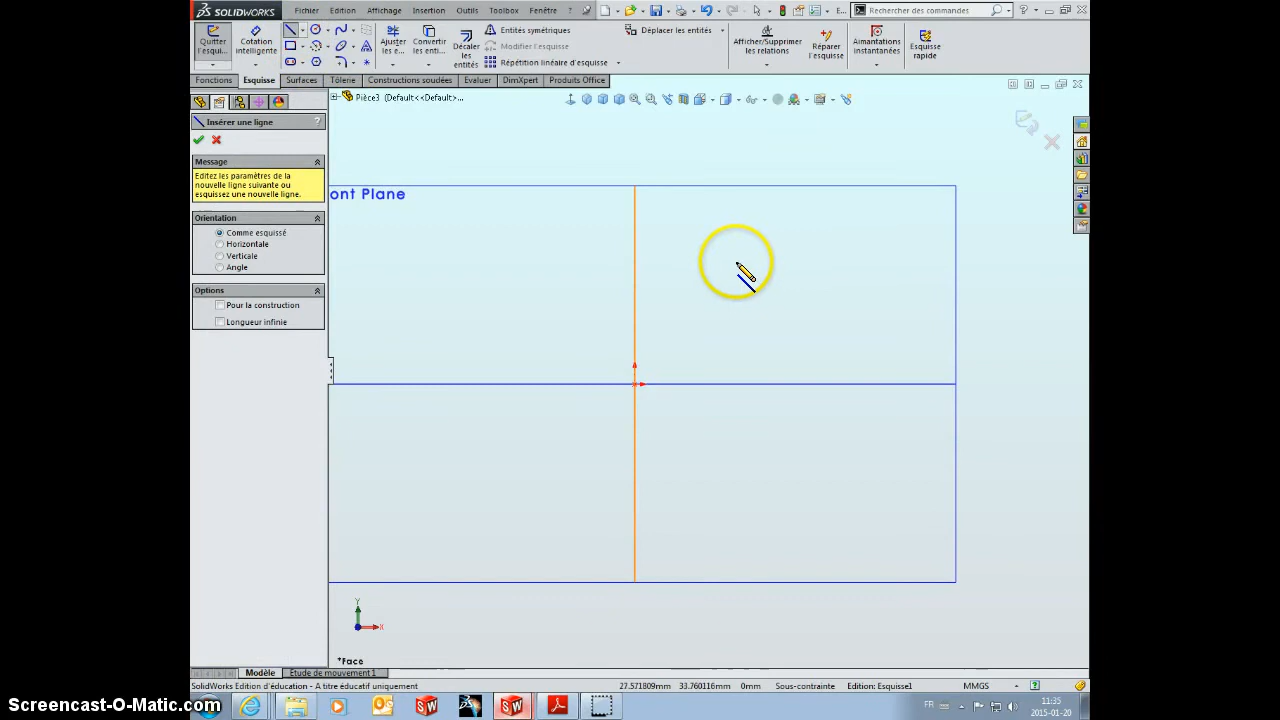 SOLIDWORKS Fichier Edition Affichage Insertion Outils Toolbox Fenêtre ? E... Rechercher des commandes ?
Quitter l'esqui... Cotation intelligente Ajuster les e... Convertir les enti... Décaler les entités Entités symétriques Modifier l'esquisse Répétition linéaire d'esquisse Déplacer les entités Afficher/Supprimer les relations Réparer l'esquisse Aimantations instantanées Esquisse rapide
Fonctions Esquisse Surfaces Tôlerie Constructions soudées Evaluer DimXpert Produits Office
Pièce3 (Default<<Default>...
Insérer une ligne ?
Message
Editez les paramètres de la
nouvelle ligne suivante ou
esquissez une nouvelle ligne.
Orientation
Comme esquissé
Horizontale
Verticale
Angle
Options
Pour la construction
Longueur infinie
ont Plane
Y
X
*Face
Modèle Etude de mouvement 1
SolidWorks Edition d'éducation - A titre éducatif uniquement 27.571809mm 33.760116mm 0mm Sous-contrainte Edition: Esquisse1 MMGS
FR 11:35
2015-01-20
Screencast-O-Matic.com